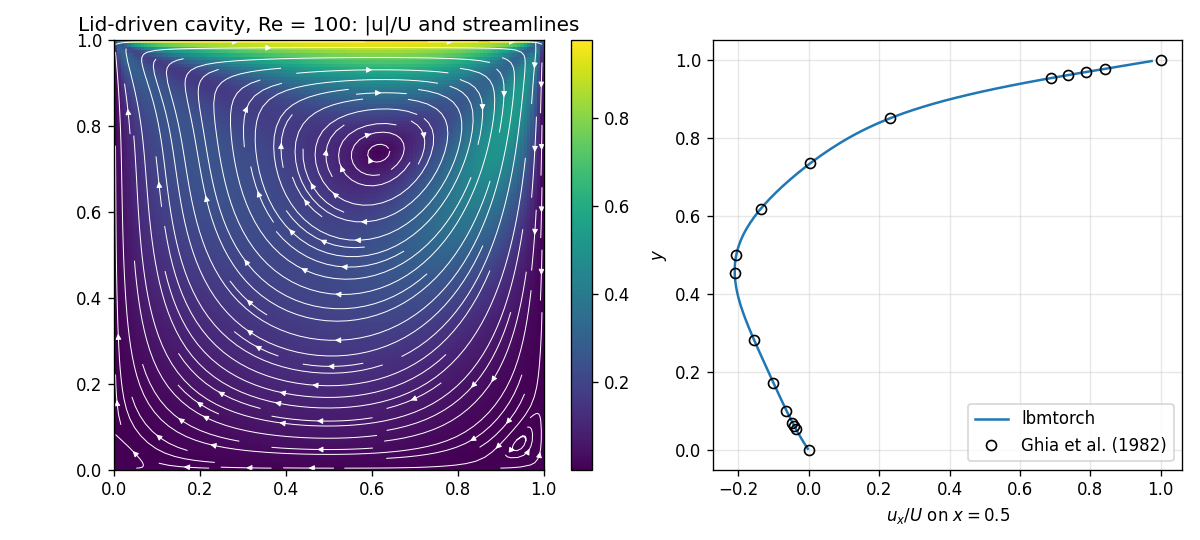 Lid-driven cavity, Re = 100: |u|/U and streamlines
1.0
0.8
0.6
0.4
0.2
0.0
0.0 0.2 0.4 0.6 0.8 1.0
0.8
0.6
0.4
0.2
y
1.0
0.8
0.6
0.4
0.2
0.0
lbmtorch
Ghia et al. (1982)
−0.2 0.0 0.2 0.4 0.6 0.8 1.0
uₓ/U on x = 0.5